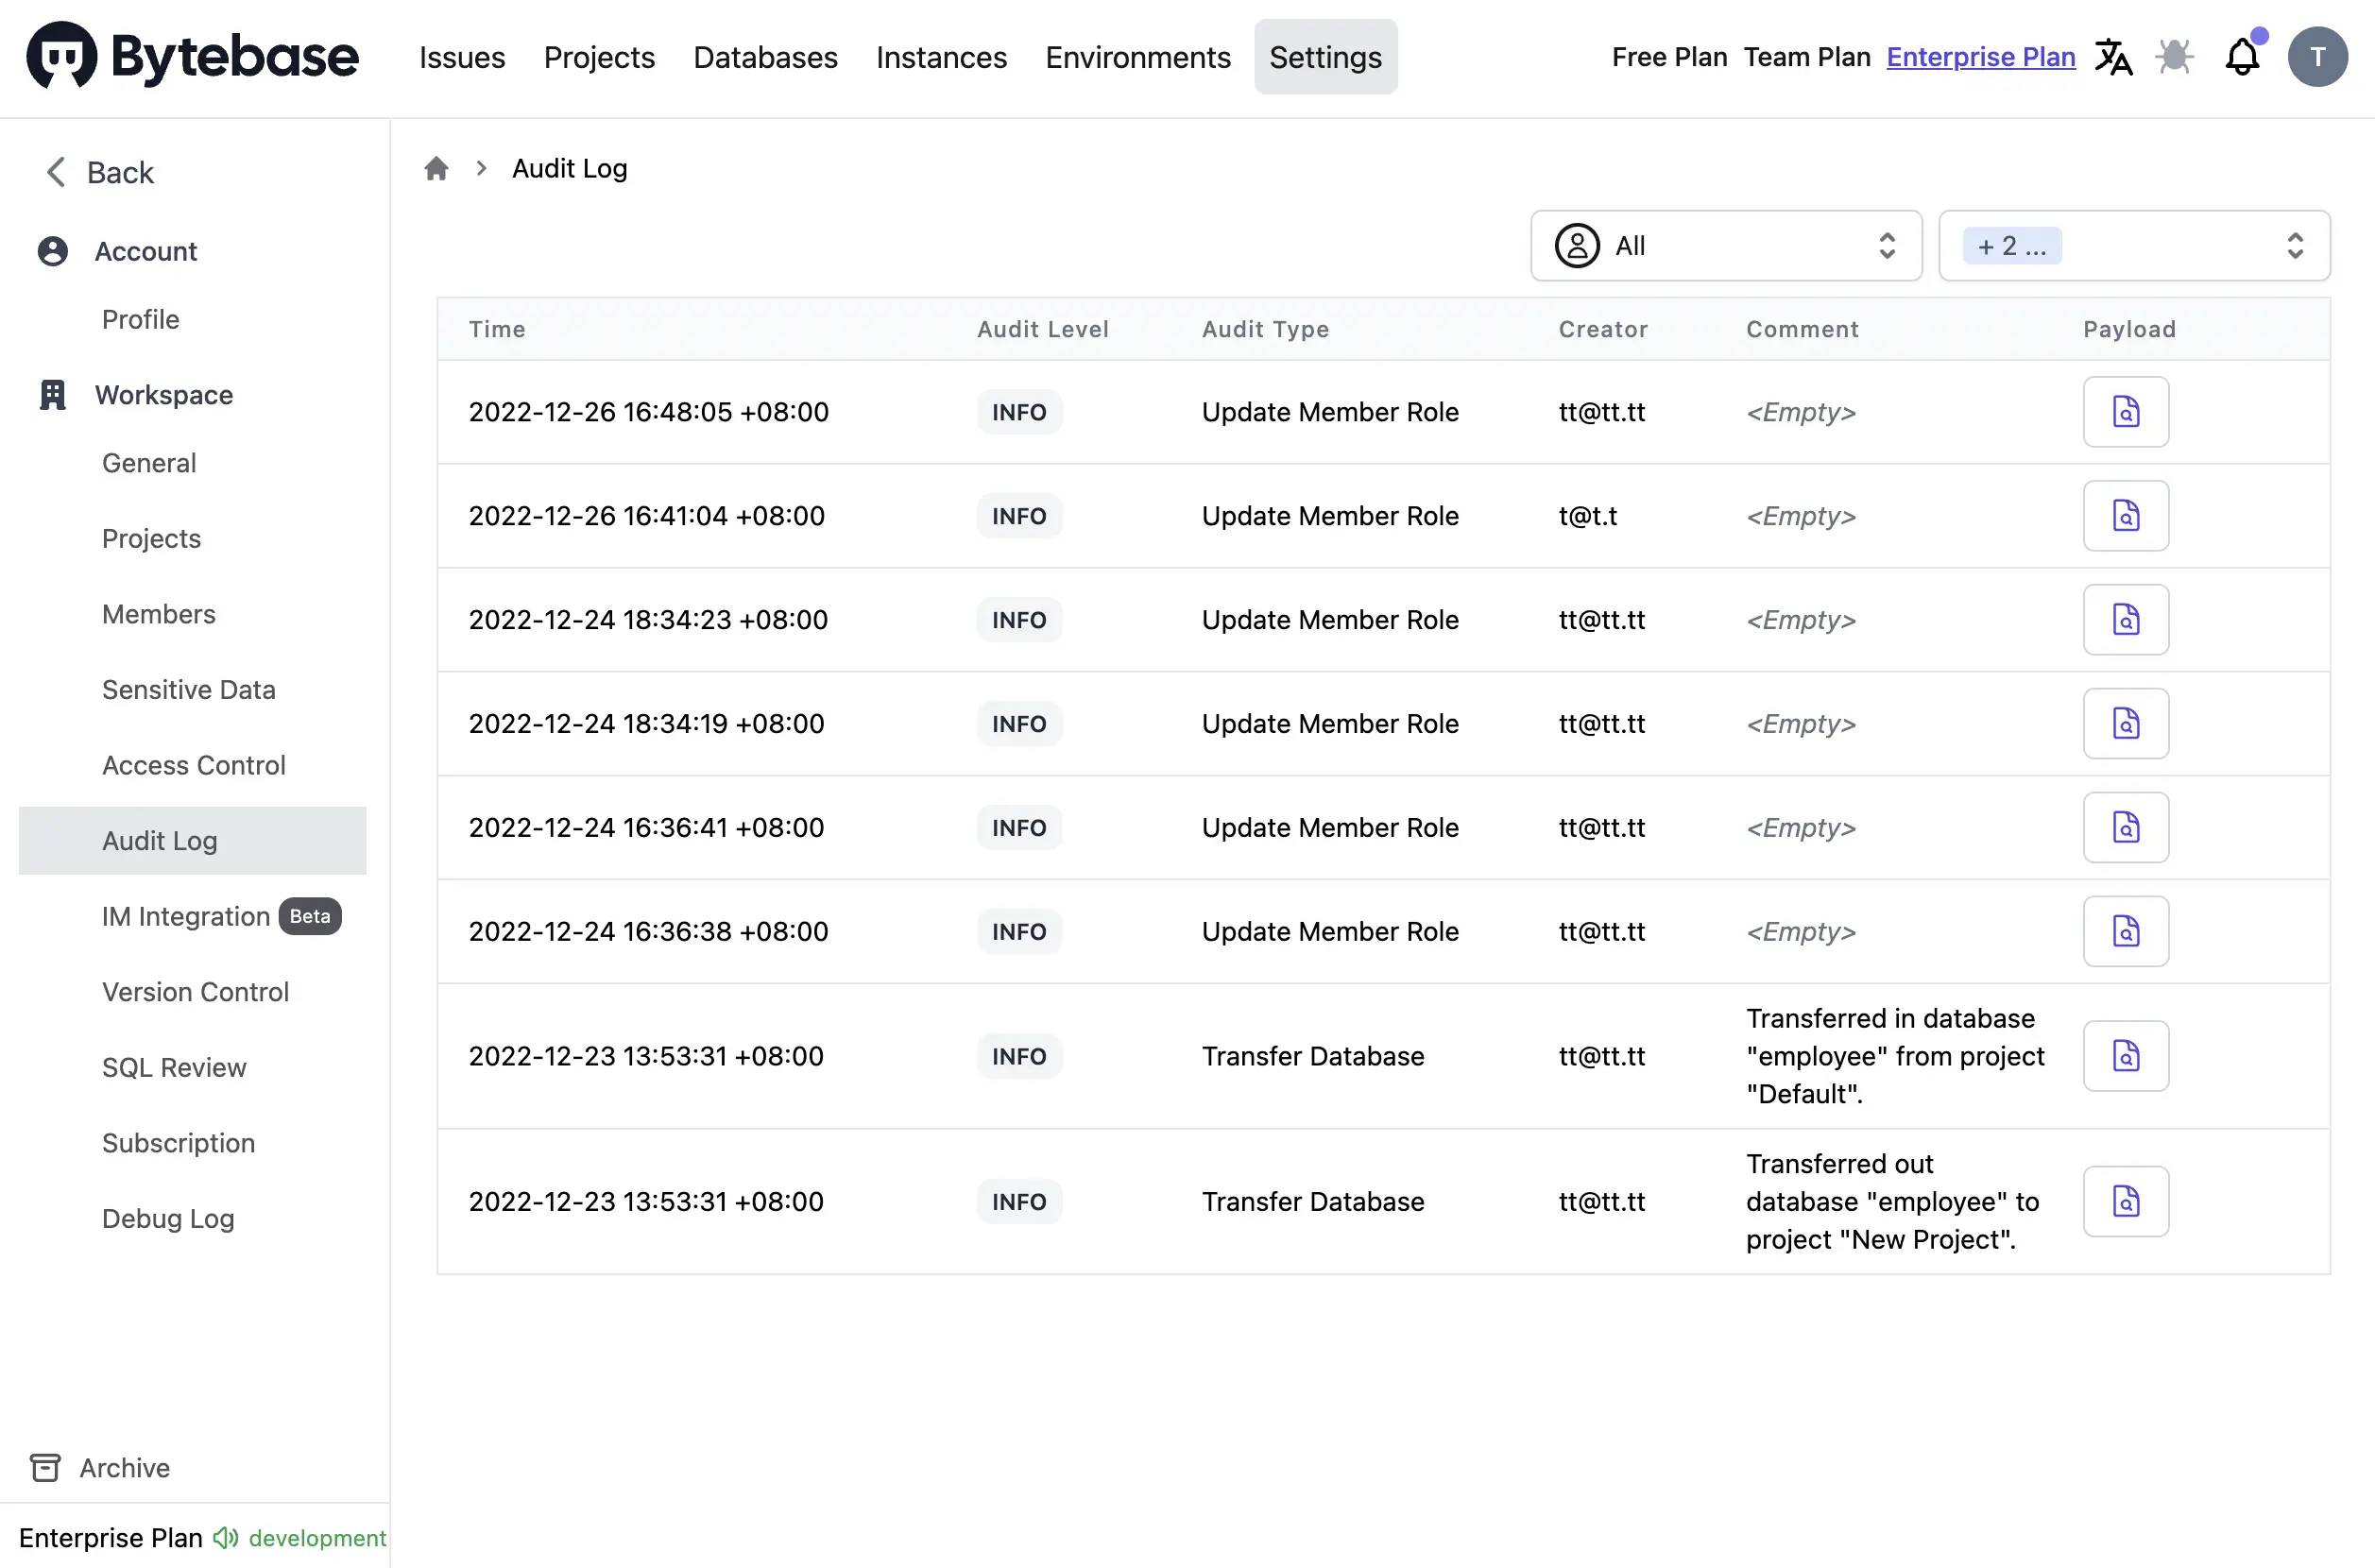 Bytebase Issues Projects Databases Instances Environments Settings Free Plan Team Plan Enterprise Plan T
Back
Account
Profile
Workspace
General
Projects
Members
Sensitive Data
Access Control
Audit Log
IM Integration Beta
Version Control
SQL Review
Subscription
Debug Log
Archive
Enterprise Plan development
Audit Log
All + 2 ...
Time Audit Level Audit Type Creator Comment Payload
2022-12-26 16:48:05 +08:00 INFO Update Member Role tt@tt.tt <Empty>
2022-12-26 16:41:04 +08:00 INFO Update Member Role t@t.t <Empty>
2022-12-24 18:34:23 +08:00 INFO Update Member Role tt@tt.tt <Empty>
2022-12-24 18:34:19 +08:00 INFO Update Member Role tt@tt.tt <Empty>
2022-12-24 16:36:41 +08:00 INFO Update Member Role tt@tt.tt <Empty>
2022-12-24 16:36:38 +08:00 INFO Update Member Role tt@tt.tt <Empty>
2022-12-23 13:53:31 +08:00 INFO Transfer Database tt@tt.tt Transferred in database
"employee" from project
"Default".
2022-12-23 13:53:31 +08:00 INFO Transfer Database tt@tt.tt Transferred out
database "employee" to
project "New Project".